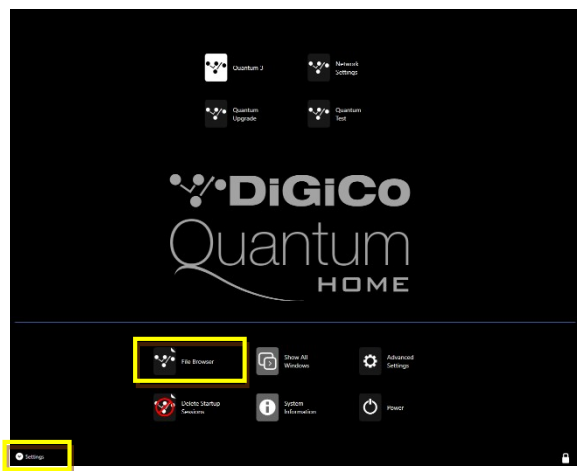 Quantum 3
Network
Settings
Quantum
Upgrade
Quantum
Test
DiGiCo
Quantum
HOME
File Browser
Show All
Windows
Advanced
Settings
Delete Startup
Sessions
System
Information
Power
Settings